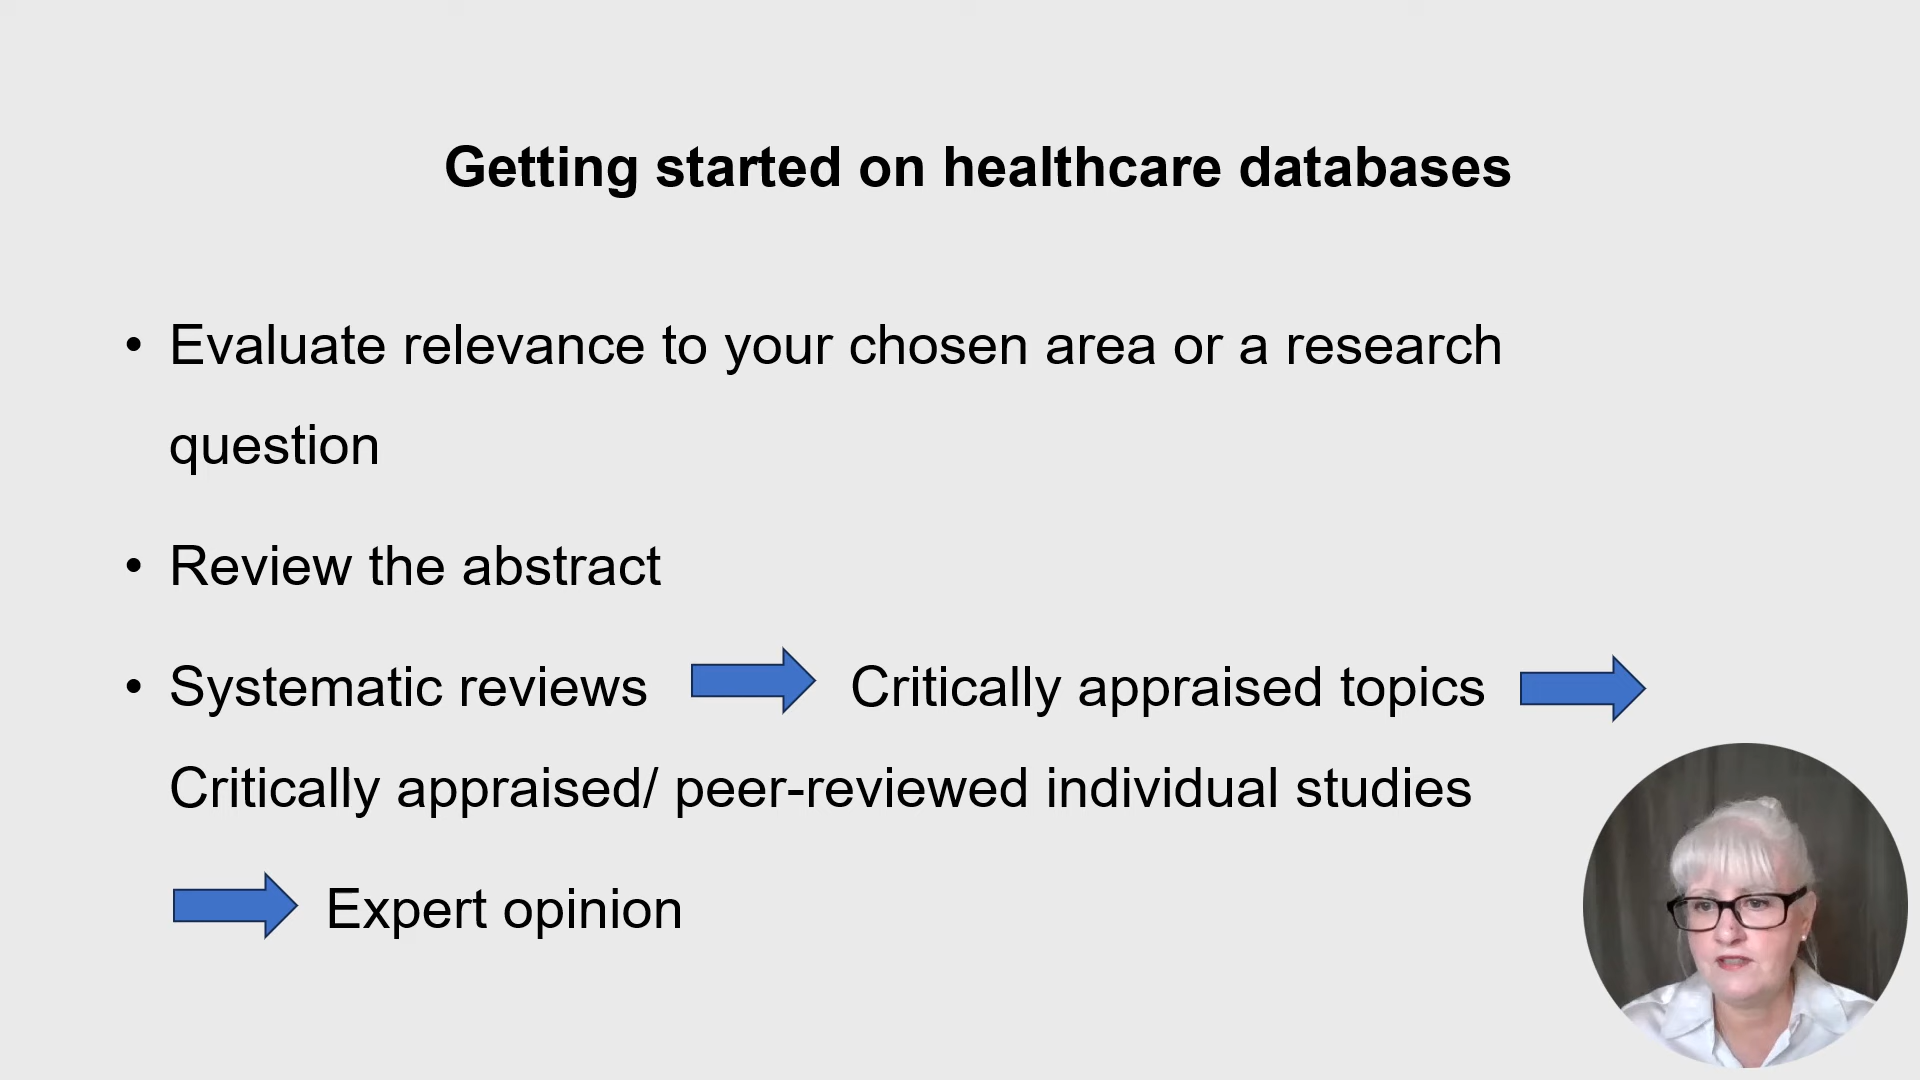 Getting started on healthcare databases
• Evaluate relevance to your chosen area or a research
question
• Review the abstract
• Systematic reviews Critically appraised topics
Critically appraised/ peer-reviewed individual studies
Expert opinion